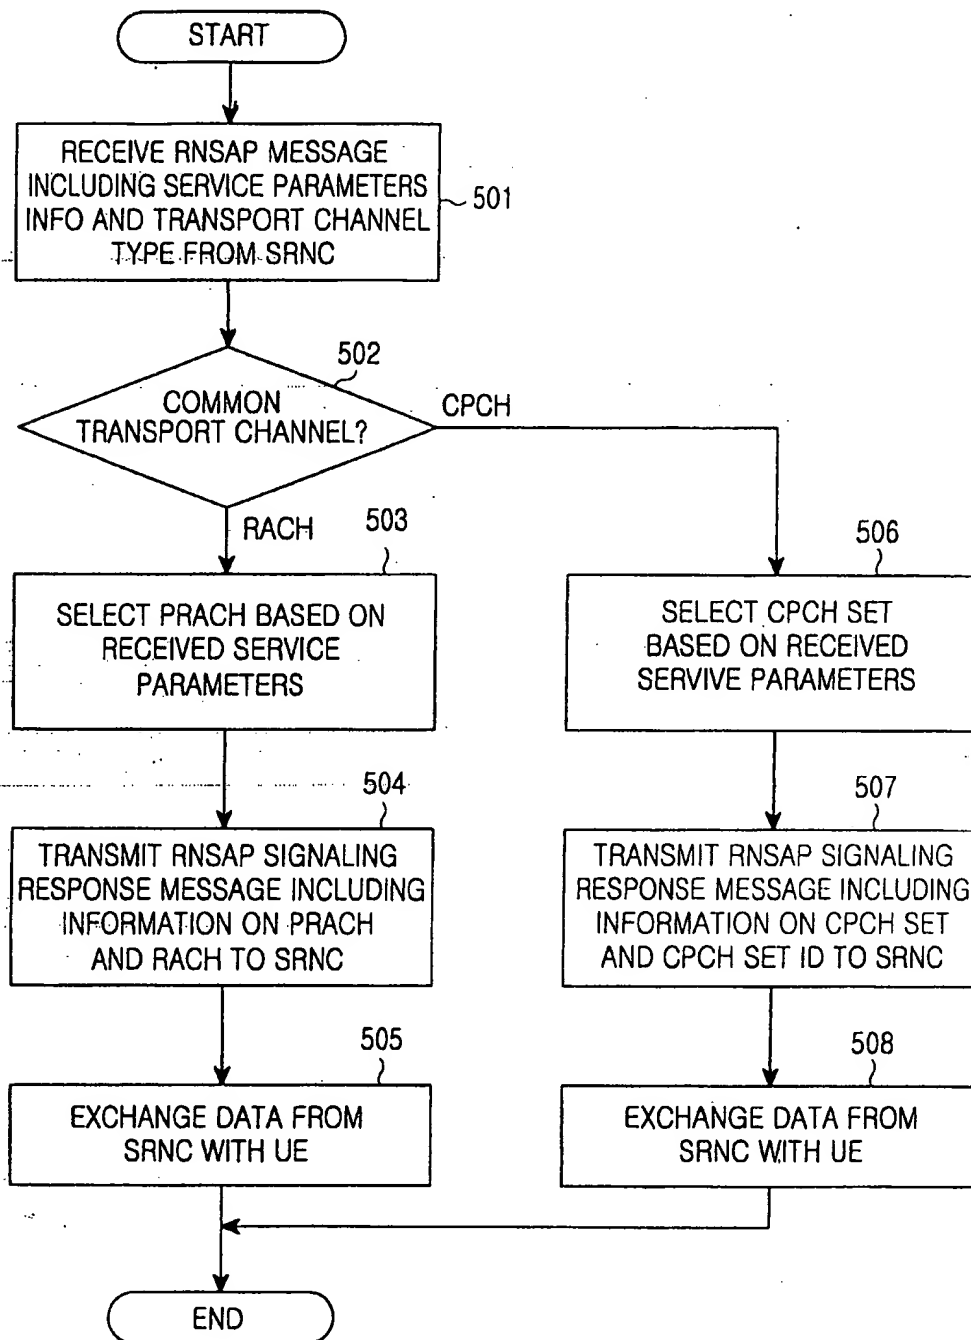 START
RECEIVE RNSAP MESSAGE
INCLUDING SERVICE PARAMETERS
INFO AND TRANSPORT CHANNEL
TYPE FROM SRNC
501
502
COMMON
TRANSPORT CHANNEL?
CPCH
RACH
503
SELECT PRACH BASED ON
RECEIVED SERVICE
PARAMETERS
506
SELECT CPCH SET
BASED ON RECEIVED
SERVIVE PARAMETERS
504
TRANSMIT RNSAP SIGNALING
RESPONSE MESSAGE INCLUDING
INFORMATION ON PRACH
AND RACH TO SRNC
507
TRANSMIT RNSAP SIGNALING
RESPONSE MESSAGE INCLUDING
INFORMATION ON CPCH SET
AND CPCH SET ID TO SRNC
505
EXCHANGE DATA FROM
SRNC WITH UE
508
EXCHANGE DATA FROM
SRNC WITH UE
END